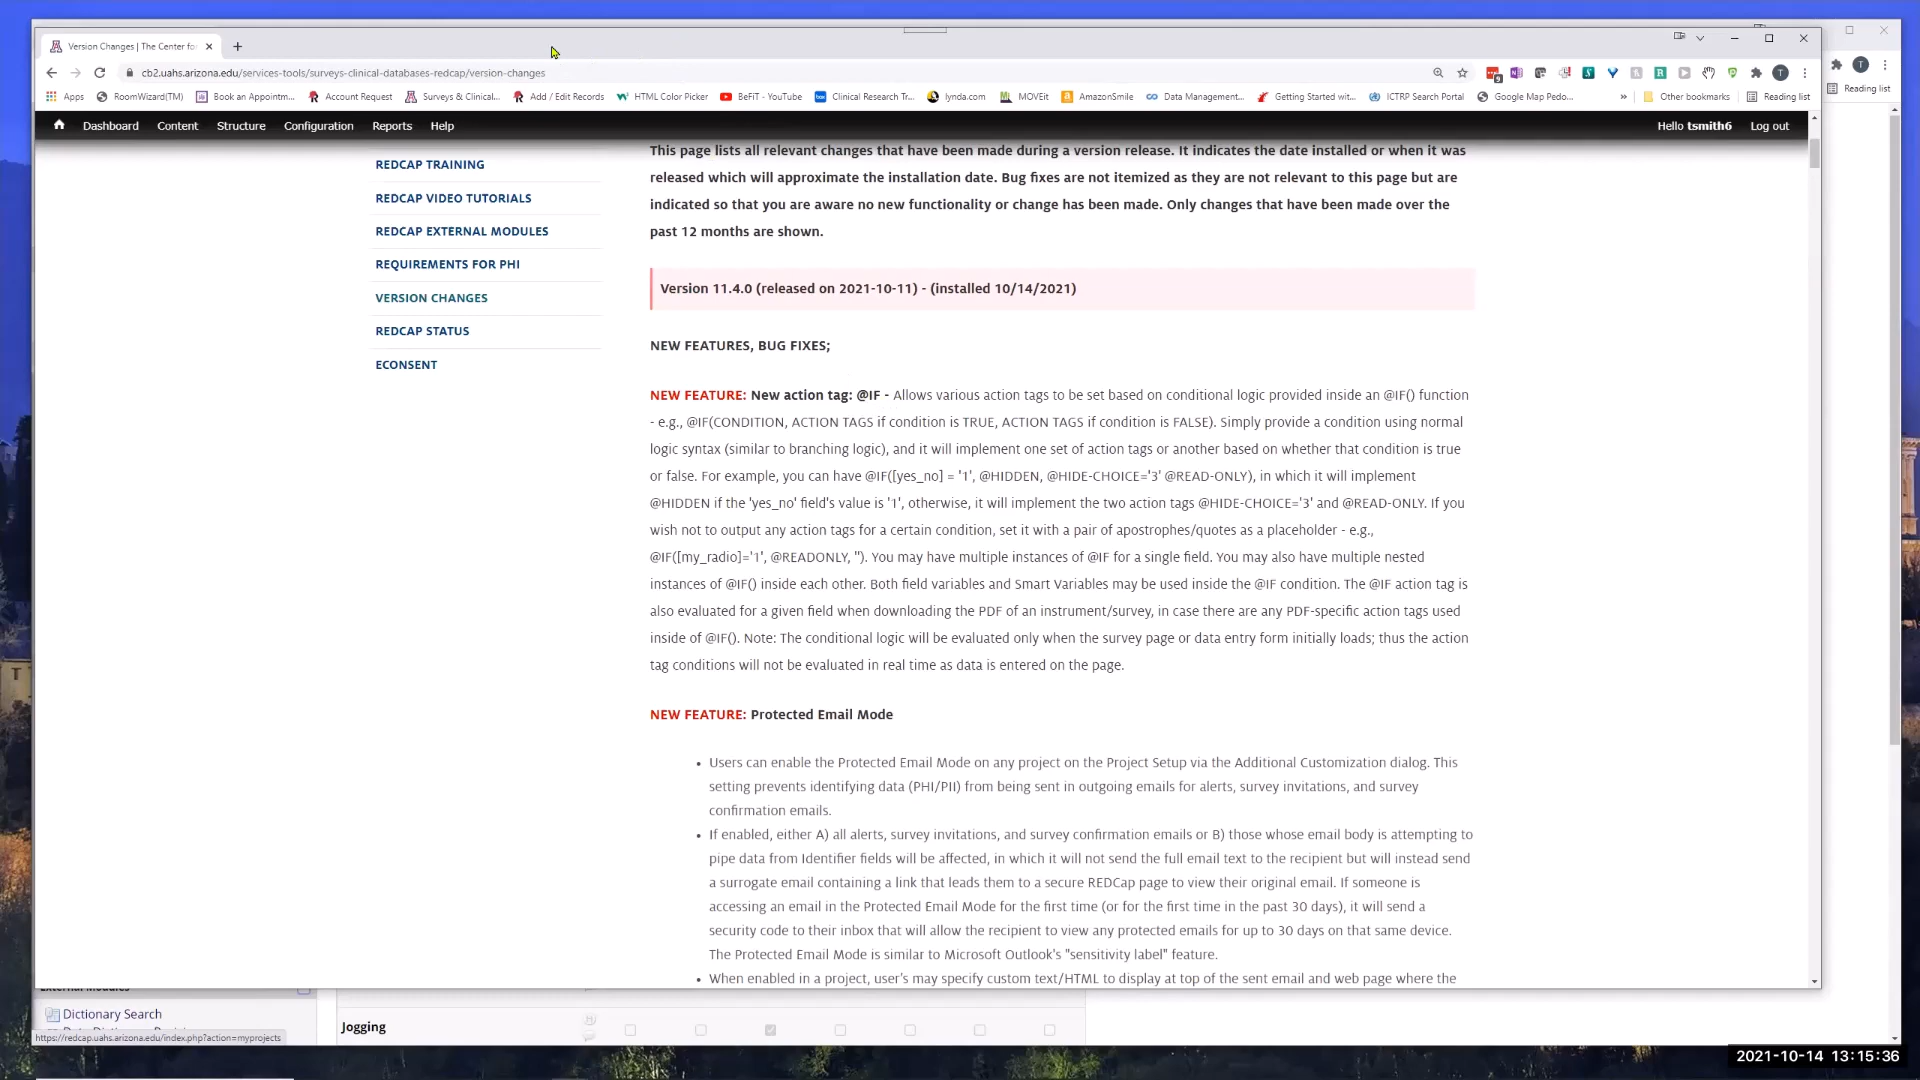 Version Changes | The Center fo
cb2.uahs.arizona.edu/services-tools/surveys-clinical-databases-redcap/version-changes
9
T
T
Apps
RoomWizard(TM)
Book an Appointm...
Account Request
Surveys & Clinical...
Add / Edit Records
HTML Color Picker
BeFiT - YouTube
Clinical Research Tr...
lynda.com
MOVEit
AmazonSmile
Data Management...
Getting Started wit...
ICTRP Search Portal
Google Map Pedo...
»
Other bookmarks
Reading list
Reading list
Dashboard
Content
Structure
Configuration
Reports
Help
Hello tsmith6
Log out
REDCAP TRAINING
REDCAP VIDEO TUTORIALS
REDCAP EXTERNAL MODULES
REQUIREMENTS FOR PHI
VERSION CHANGES
REDCAP STATUS
ECONSENT
This page lists all relevant changes that have been made during a version release. It indicates the date installed or when it was
released which will approximate the installation date. Bug fixes are not itemized as they are not relevant to this page but are
indicated so that you are aware no new functionality or change has been made. Only changes that have been made over the
past 12 months are shown.
Version 11.4.0 (released on 2021-10-11) - (installed 10/14/2021)
NEW FEATURES, BUG FIXES;
NEW FEATURE: New action tag: @IF - Allows various action tags to be set based on conditional logic provided inside an @IF() function
- e.g., @IF(CONDITION, ACTION TAGS if condition is TRUE, ACTION TAGS if condition is FALSE). Simply provide a condition using normal
logic syntax (similar to branching logic), and it will implement one set of action tags or another based on whether that condition is true
or false. For example, you can have @IF([yes_no] = '1', @HIDDEN, @HIDE-CHOICE='3' @READ-ONLY), in which it will implement
@HIDDEN if the 'yes_no' field's value is '1', otherwise, it will implement the two action tags @HIDE-CHOICE='3' and @READ-ONLY. If you
wish not to output any action tags for a certain condition, set it with a pair of apostrophes/quotes as a placeholder - e.g.,
@IF([my_radio]='1', @READONLY, ''). You may have multiple instances of @IF for a single field. You may also have multiple nested
instances of @IF() inside each other. Both field variables and Smart Variables may be used inside the @IF condition. The @IF action tag is
also evaluated for a given field when downloading the PDF of an instrument/survey, in case there are any PDF-specific action tags used
inside of @IF(). Note: The conditional logic will be evaluated only when the survey page or data entry form initially loads; thus the action
tag conditions will not be evaluated in real time as data is entered on the page.
NEW FEATURE: Protected Email Mode
• Users can enable the Protected Email Mode on any project on the Project Setup via the Additional Customization dialog. This
setting prevents identifying data (PHI/PII) from being sent in outgoing emails for alerts, survey invitations, and survey
confirmation emails.
• If enabled, either A) all alerts, survey invitations, and survey confirmation emails or B) those whose email body is attempting to
pipe data from Identifier fields will be affected, in which it will not send the full email text to the recipient but will instead send
a surrogate email containing a link that leads them to a secure REDCap page to view their original email. If someone is
accessing an email in the Protected Email Mode for the first time (or for the first time in the past 30 days), it will send a
security code to their inbox that will allow the recipient to view any protected emails for up to 30 days on that same device.
The Protected Email Mode is similar to Microsoft Outlook's "sensitivity label" feature.
• When enabled in a project, user's may specify custom text/HTML to display at top of the sent email and web page where the
Dictionary Search
https://redcap.uahs.arizona.edu/index.php?action=myprojects
Jogging
2021-10-14 13:15:36